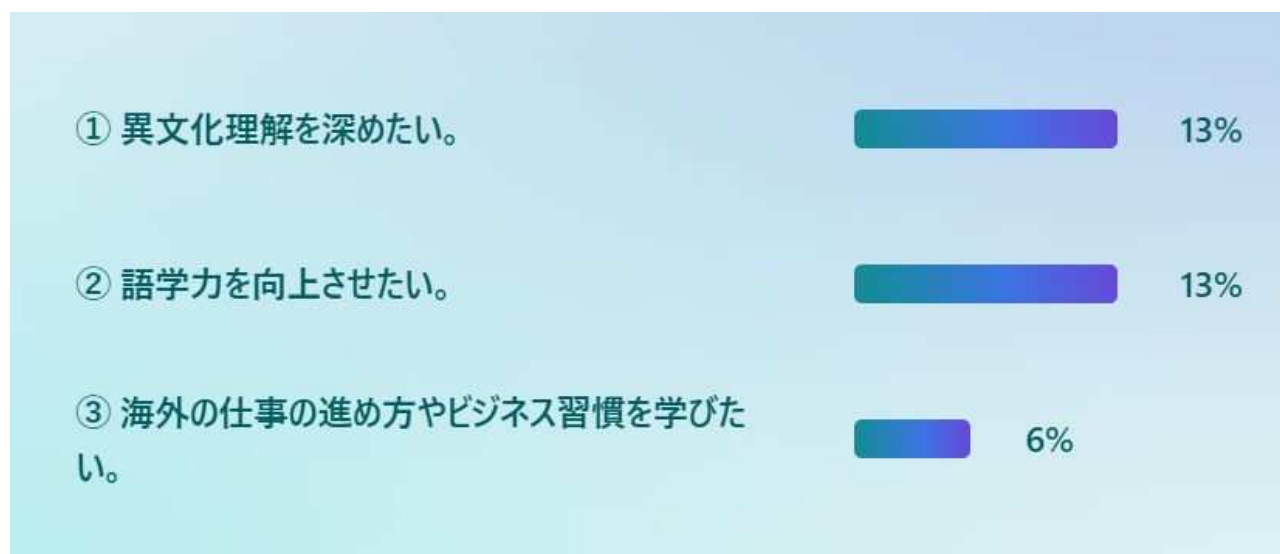 ① 異文化理解を深めたい。
13%
② 語学力を向上させたい。
13%
③ 海外の仕事の進め方やビジネス習慣を学びた
い。
6%